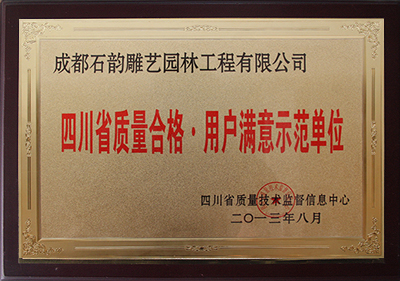 成都石韵雕艺园林工程有限公司
四川省质量合格·用户满意示范单位
四川省质量技术监督信息中心
二〇一三年八月